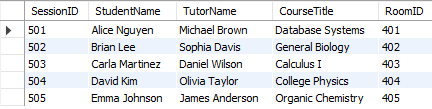 SessionID StudentName TutorName CourseTitle RoomID
501 Alice Nguyen Michael Brown Database Systems 401
502 Brian Lee Sophia Davis General Biology 402
503 Carla Martinez Daniel Wilson Calculus I 403
504 David Kim Olivia Taylor College Physics 404
505 Emma Johnson James Anderson Organic Chemistry 405